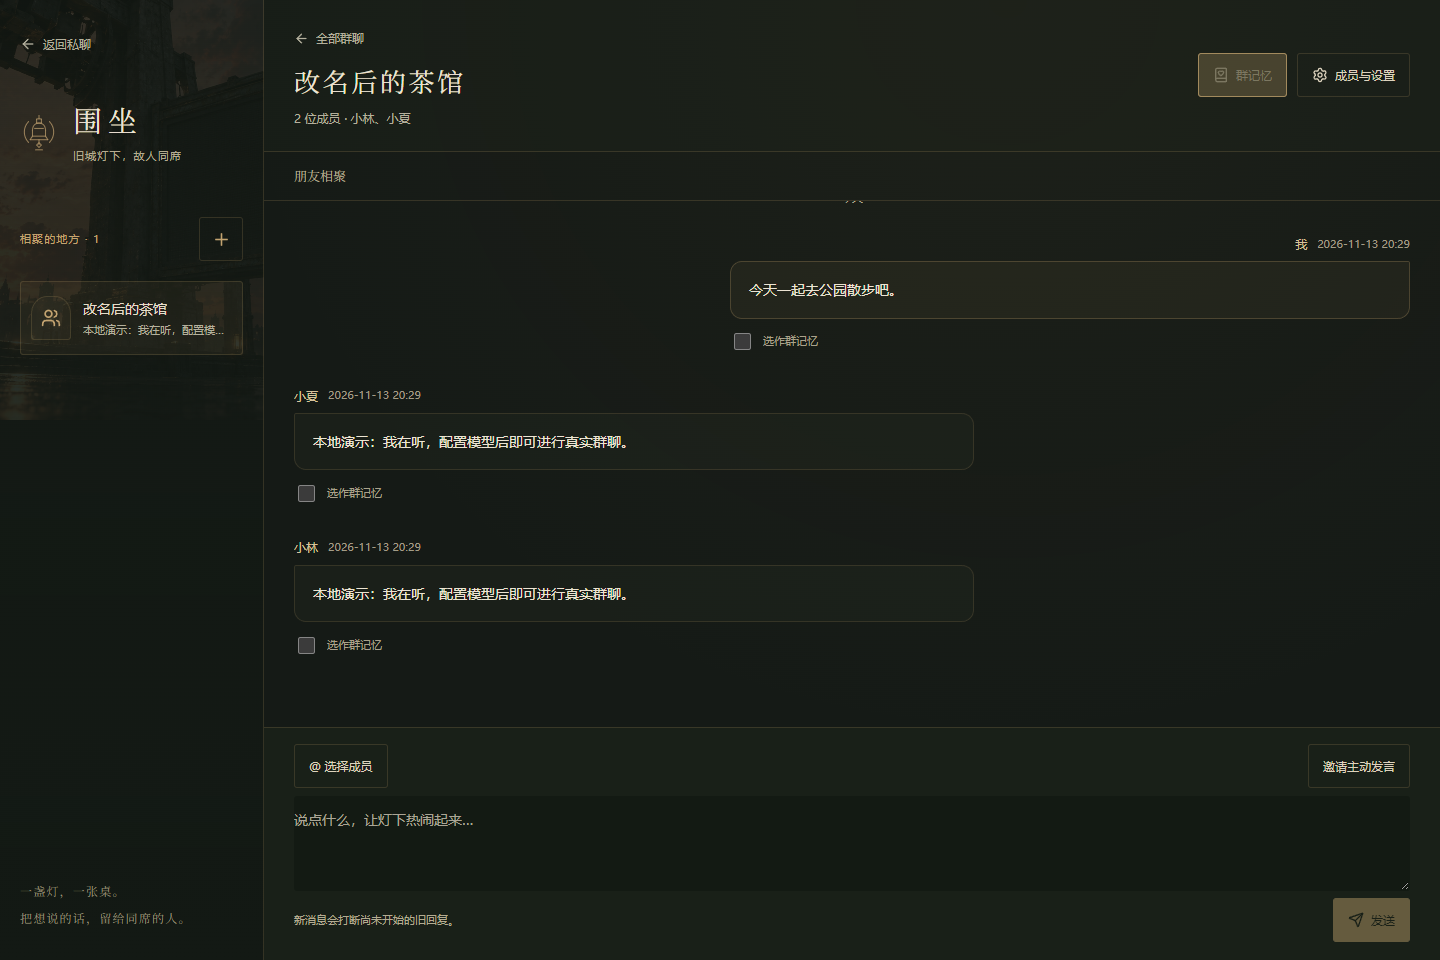 返回私聊
围坐
旧城灯下，故人同席
相聚的地方 · 1
改名后的茶馆
本地演示：我在听，配置模...
全部群聊
改名后的茶馆
2 位成员 · 小林、小夏
群记忆
成员与设置
朋友相聚
我 2026-11-13 20:29
今天一起去公园散步吧。
选作群记忆
小夏 2026-11-13 20:29
本地演示：我在听，配置模型后即可进行真实群聊。
选作群记忆
小林 2026-11-13 20:29
本地演示：我在听，配置模型后即可进行真实群聊。
选作群记忆
@ 选择成员
邀请主动发言
说点什么，让灯下热闹起来...
新消息会打断尚未开始的旧回复。
发送
一盏灯，一张桌。
把想说的话，留给同席的人。